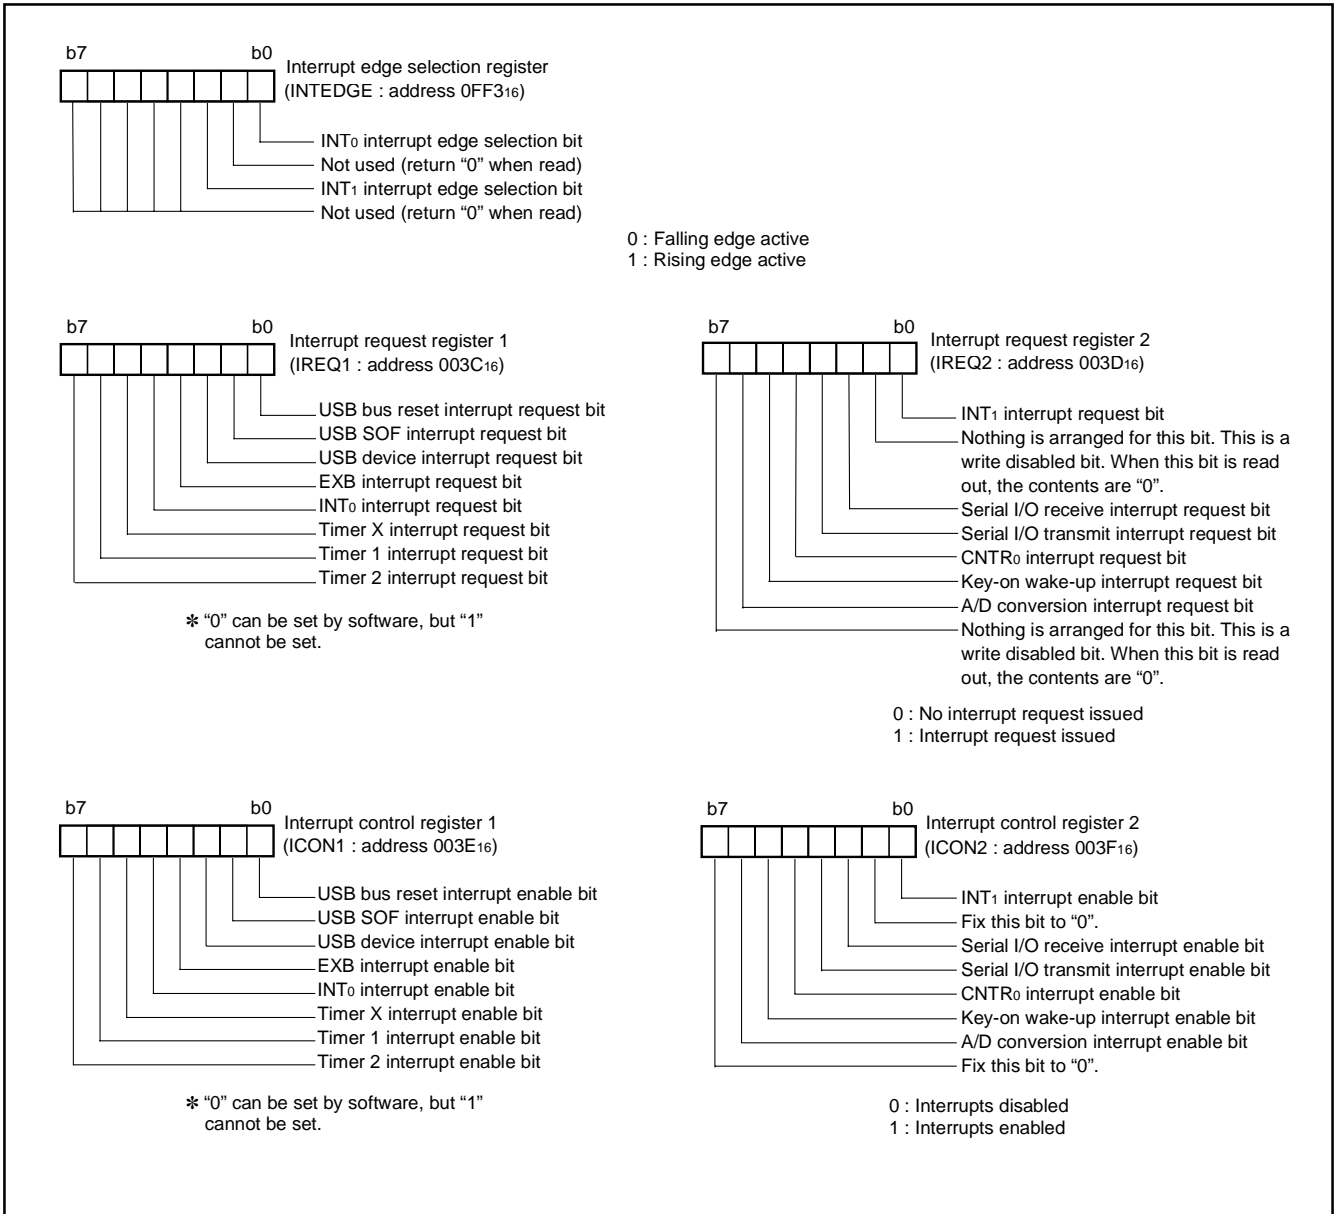 b7 b0
Interrupt edge selection register
(INTEDGE : address 0FF316)
INT0 interrupt edge selection bit
Not used (return “0” when read)
INT1 interrupt edge selection bit
Not used (return “0” when read)
0 : Falling edge active
1 : Rising edge active
b7 b0
Interrupt request register 1
(IREQ1 : address 003C16)
USB bus reset interrupt request bit
USB SOF interrupt request bit
USB device interrupt request bit
EXB interrupt request bit
INT0 interrupt request bit
Timer X interrupt request bit
Timer 1 interrupt request bit
Timer 2 interrupt request bit
✻ “0” can be set by software, but “1”
cannot be set.
b7 b0
Interrupt request register 2
(IREQ2 : address 003D16)
INT1 interrupt request bit
Nothing is arranged for this bit. This is a
write disabled bit. When this bit is read
out, the contents are “0”.
Serial I/O receive interrupt request bit
Serial I/O transmit interrupt request bit
CNTR0 interrupt request bit
Key-on wake-up interrupt request bit
A/D conversion interrupt request bit
Nothing is arranged for this bit. This is a
write disabled bit. When this bit is read
out, the contents are “0”.
0 : No interrupt request issued
1 : Interrupt request issued
b7 b0
Interrupt control register 1
(ICON1 : address 003E16)
USB bus reset interrupt enable bit
USB SOF interrupt enable bit
USB device interrupt enable bit
EXB interrupt enable bit
INT0 interrupt enable bit
Timer X interrupt enable bit
Timer 1 interrupt enable bit
Timer 2 interrupt enable bit
✻ “0” can be set by software, but “1”
cannot be set.
b7 b0
Interrupt control register 2
(ICON2 : address 003F16)
INT1 interrupt enable bit
Fix this bit to “0”.
Serial I/O receive interrupt enable bit
Serial I/O transmit interrupt enable bit
CNTR0 interrupt enable bit
Key-on wake-up interrupt enable bit
A/D conversion interrupt enable bit
Fix this bit to “0”.
0 : Interrupts disabled
1 : Interrupts enabled